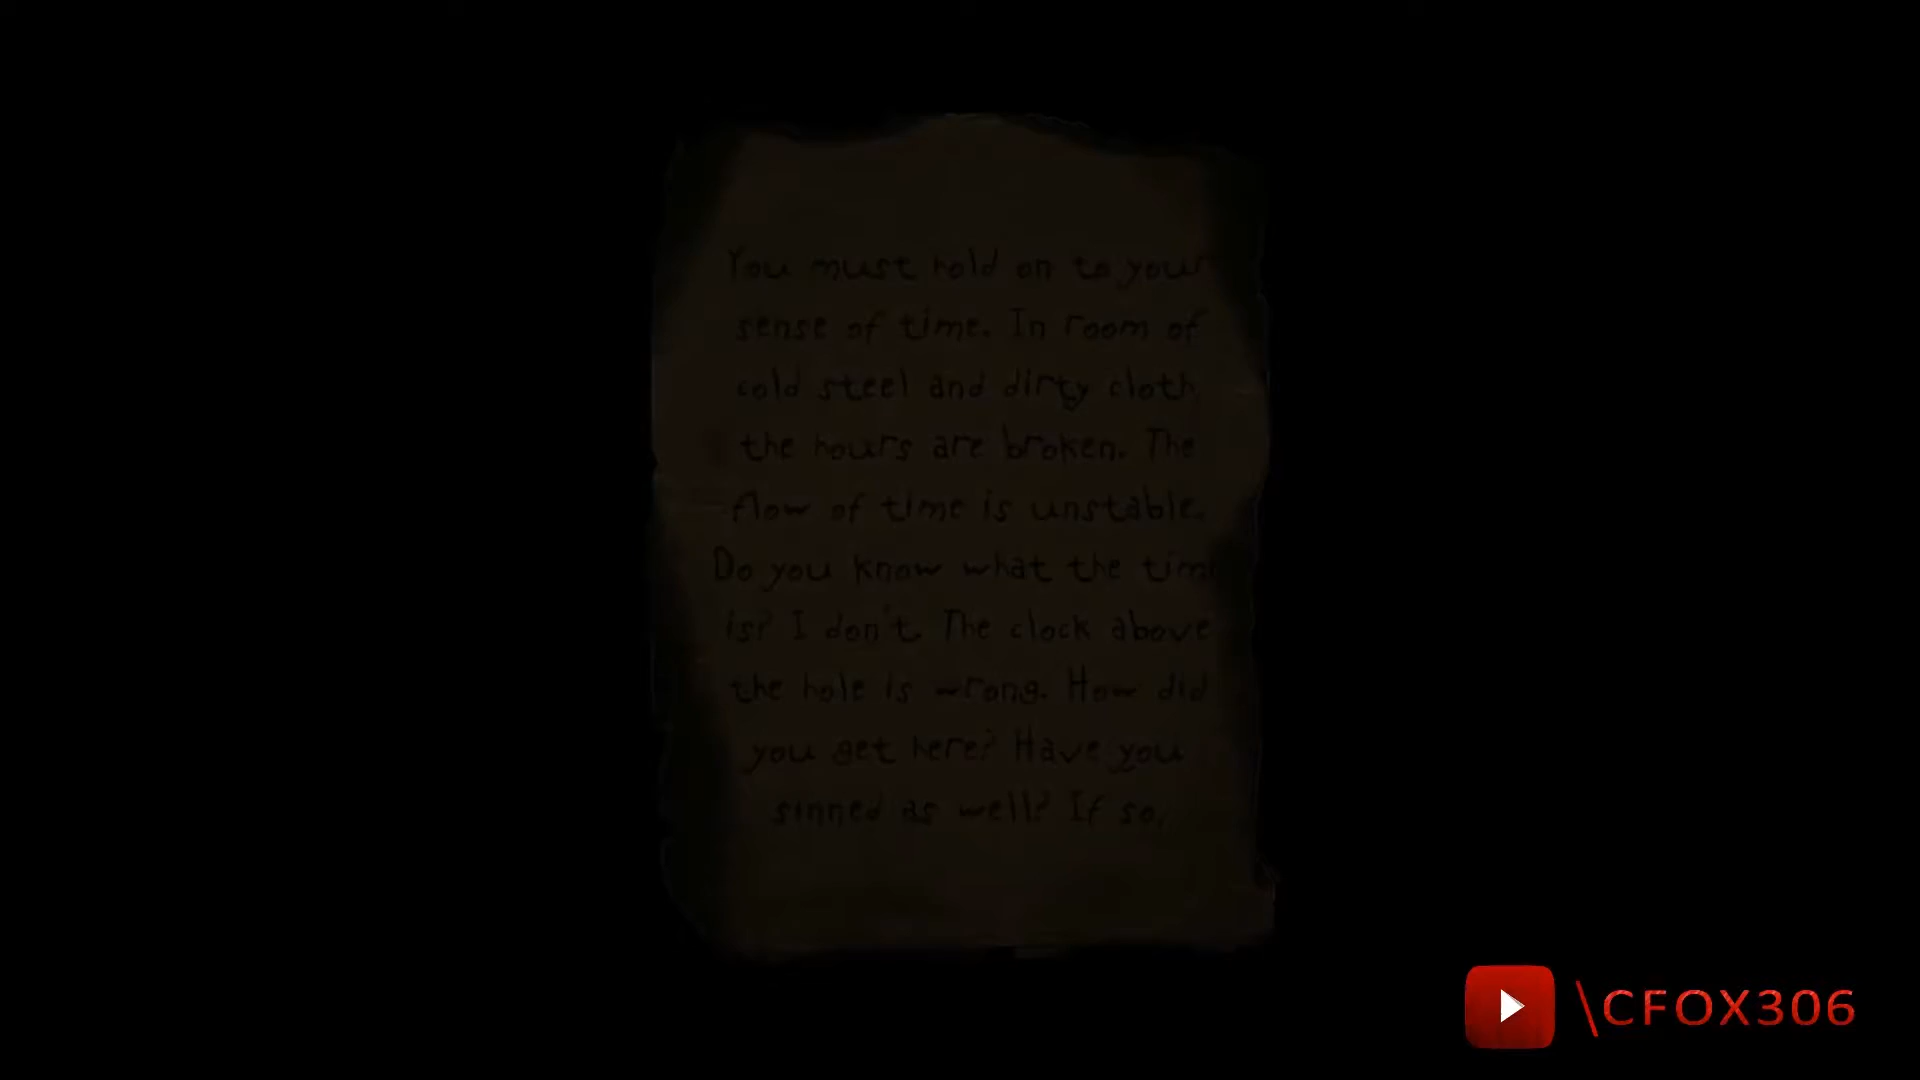 You must hold on to your
sense of time. In room of
cold steel and dirty cloth
the hours are broken. The
flow of time is unstable.
Do you know what the time
is? I don't. The clock above
the hole is wrong. How did
you get here? Have you
sinned as well? If so,
\CFOX306